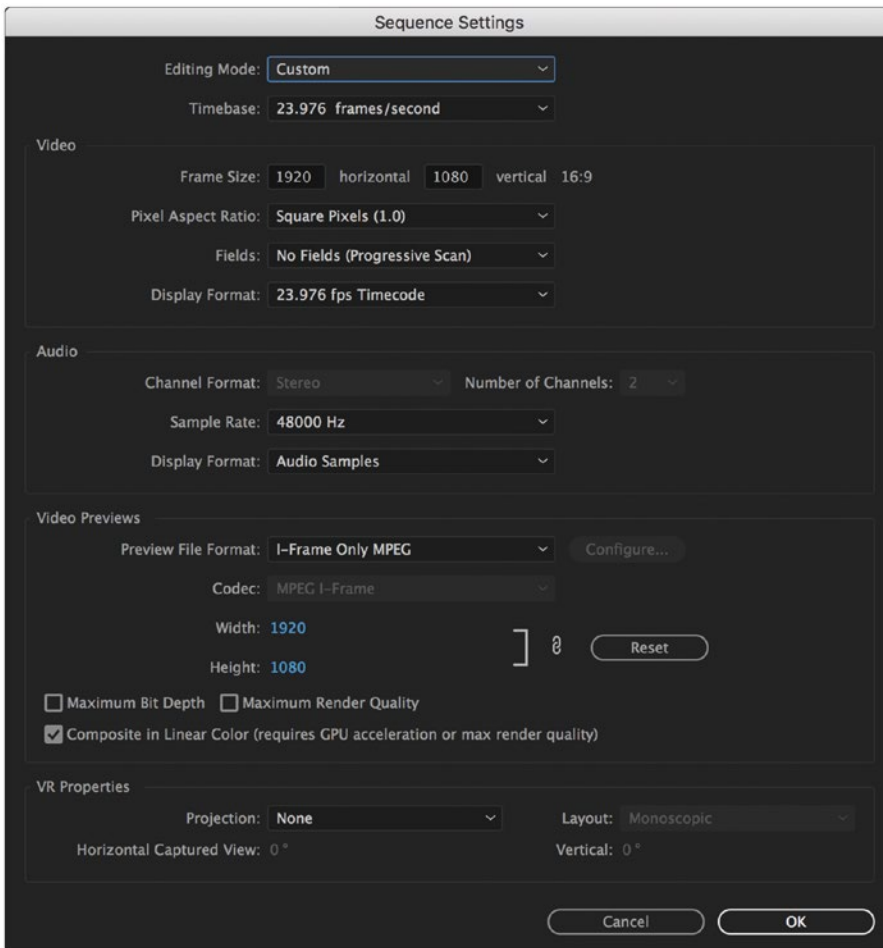 Sequence Settings
Editing Mode: Custom
Timebase: 23.976 frames/second
Video
Frame Size: 1920 horizontal 1080 vertical 16:9
Pixel Aspect Ratio: Square Pixels (1.0)
Fields: No Fields (Progressive Scan)
Display Format: 23.976 fps Timecode
Audio
Channel Format: Stereo Number of Channels: 2
Sample Rate: 48000 Hz
Display Format: Audio Samples
Video Previews
Preview File Format: I-Frame Only MPEG Configure...
Codec: MPEG I-Frame
Width: 1920
Height: 1080
Reset
Maximum Bit Depth Maximum Render Quality
Composite in Linear Color (requires GPU acceleration or max render quality)
VR Properties
Projection: None Layout: Monoscopic
Horizontal Captured View: 0° Vertical: 0°
Cancel OK